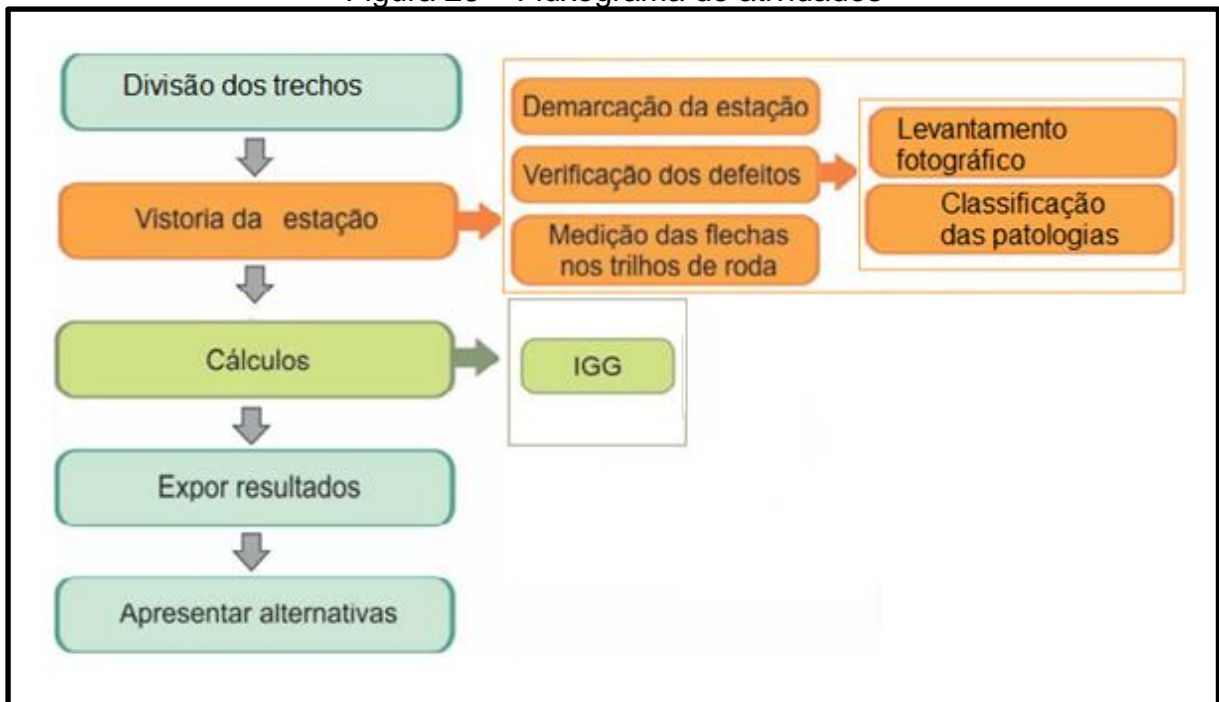 Divisão dos trechos
Vistoria da estação
Demarcação da estação
Verificação dos defeitos
Medição das flechas
nos trilhos de roda
Levantamento
fotográfico
Classificação
das patologias
Cálculos
IGG
Expor resultados
Apresentar alternativas